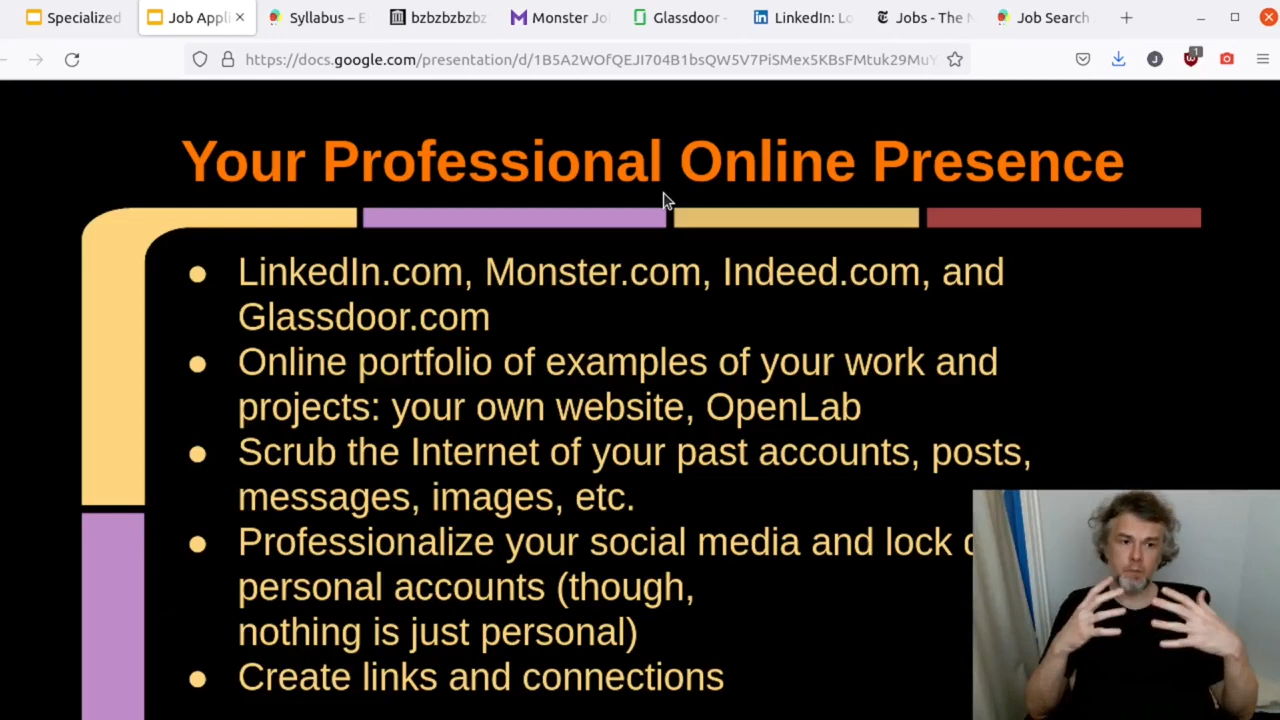 Specialized
Job Appli
Syllabus – E
bzbzbzbzbz
Monster Jo
Glassdoor -
LinkedIn: Lo
Jobs - The N
Job Search
https://docs.google.com/presentation/d/1B5A2WOfQEJI704B1bsQW5V7PiSMex5KBsFMtuk29MuY
1
J
Your Professional Online Presence
LinkedIn.com, Monster.com, Indeed.com, and
Glassdoor.com
Online portfolio of examples of your work and
projects: your own website, OpenLab
Scrub the Internet of your past accounts, posts,
messages, images, etc.
Professionalize your social media and lock
personal accounts (though,
nothing is just personal)
Create links and connections